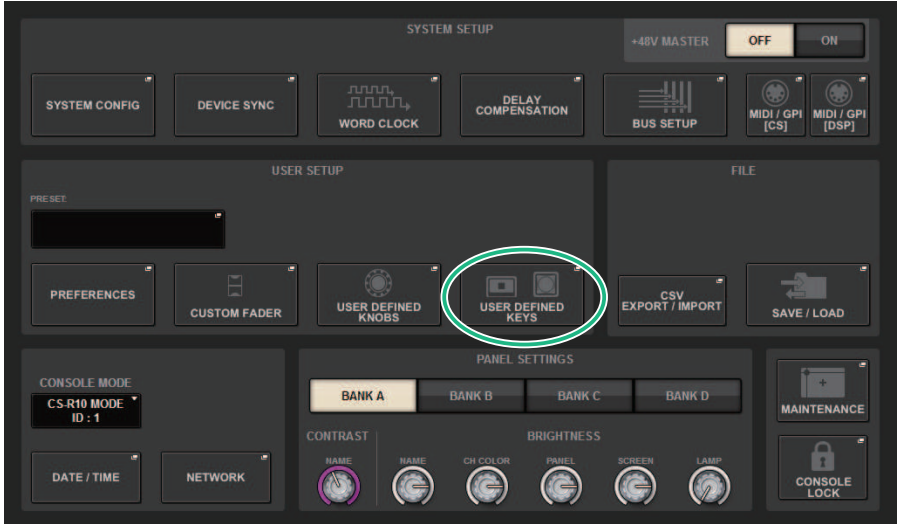 SYSTEM SETUP
+48V MASTER
OFF
ON
SYSTEM CONFIG
DEVICE SYNC
WORD CLOCK
DELAY
COMPENSATION
BUS SETUP
MIDI / GPI
[CS]
MIDI / GPI
[DSP]
USER SETUP
PRESET:
PREFERENCES
CUSTOM FADER
USER DEFINED
KNOBS
USER DEFINED
KEYS
FILE
CSV
EXPORT / IMPORT
SAVE / LOAD
CONSOLE MODE
CS-R10 MODE
ID : 1
DATE / TIME
NETWORK
PANEL SETTINGS
BANK A
BANK B
BANK C
BANK D
CONTRAST
BRIGHTNESS
NAME
NAME
CH COLOR
PANEL
SCREEN
LAMP
MAINTENANCE
CONSOLE
LOCK